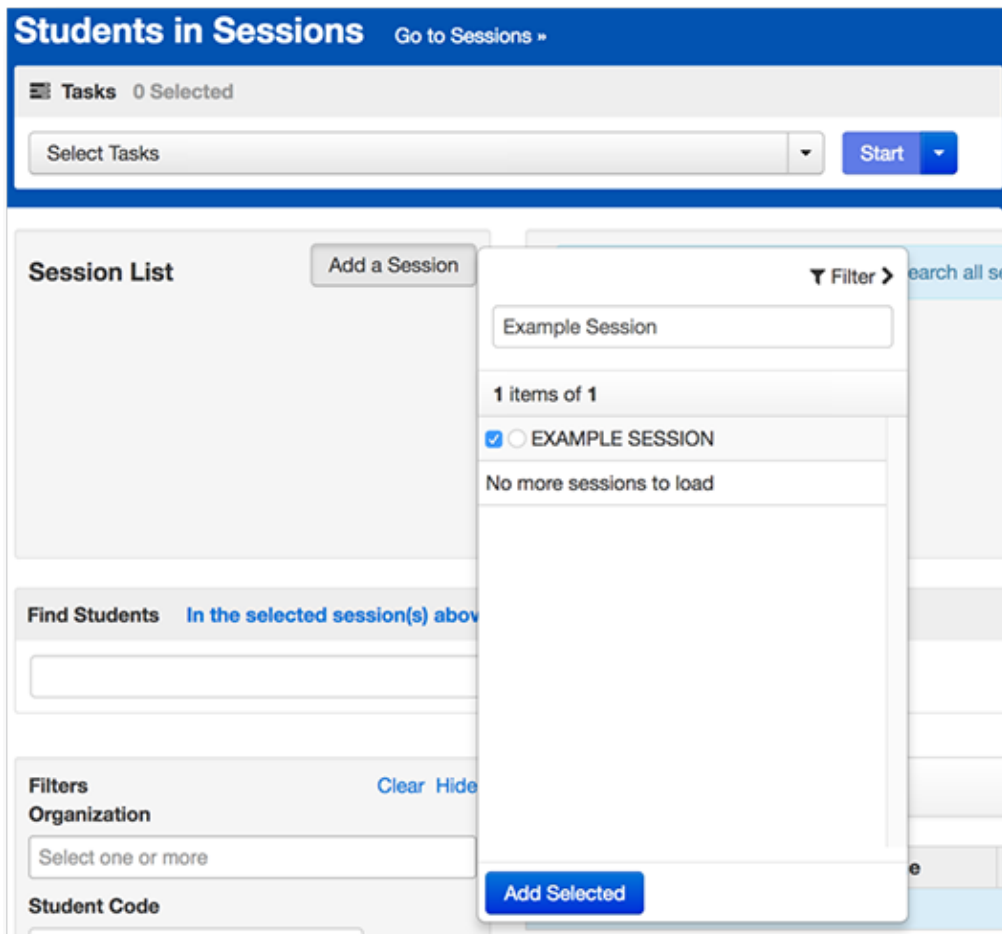 Students in Sessions Go to Sessions »
Tasks 0 Selected
Select Tasks
Start
Session List
Add a Session
Filter
earch all
Example Session
1 items of 1
EXAMPLE SESSION
No more sessions to load
Find Students In the selected session(s)
Filters
Clear Hide
Organization
Select one or more
Student Code
Add Selected